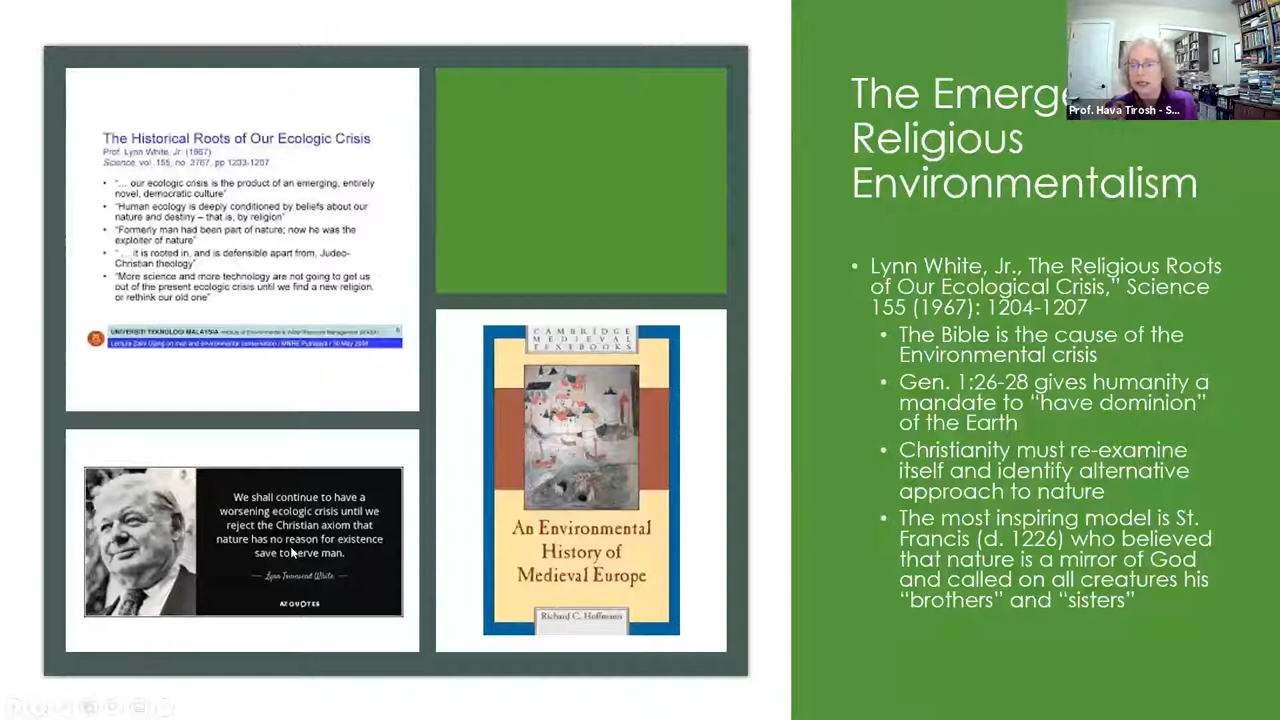 The Historical Roots of Our Ecologic Crisis
Prof. Lynn White, Jr. (1967)
Science, vol. 155, no. 3767, pp 1203-1207
• "... our ecologic crisis is the product of an emerging, entirely
novel, democratic culture"
• "Human ecology is deeply conditioned by beliefs about our
nature and destiny – that is, by religion"
• "Formerly man had been part of nature; now he was the
exploiter of nature"
• "... it is rooted in, and is defensible apart from, Judeo-
Christian theology"
• "More science and more technology are not going to get us
out of the present ecologic crisis until we find a new religion,
or rethink our old one"
UNIVERSITI TEKNOLOGI MALAYSIA
We shall continue to have a
worsening ecologic crisis until we
reject the Christian axiom that
nature has no reason for existence
save to serve man.
Lynn Townsend White
AZ QUOTES
CAMBRIDGE
MEDIEVAL
TEXTBOOKS
An Environmental
History of
Medieval Europe
Richard C. Hoffmann
Prof. Hava Tirosh - S...
The Emerge
Religious
Environmentalism
• Lynn White, Jr., The Religious Roots
of Our Ecological Crisis," Science
155 (1967): 1204-1207
• The Bible is the cause of the
Environmental crisis
• Gen. 1:26-28 gives humanity a
mandate to "have dominion"
of the Earth
• Christianity must re-examine
itself and identify alternative
approach to nature
• The most inspiring model is St.
Francis (d. 1226) who believed
that nature is a mirror of God
and called on all creatures his
"brothers" and "sisters"